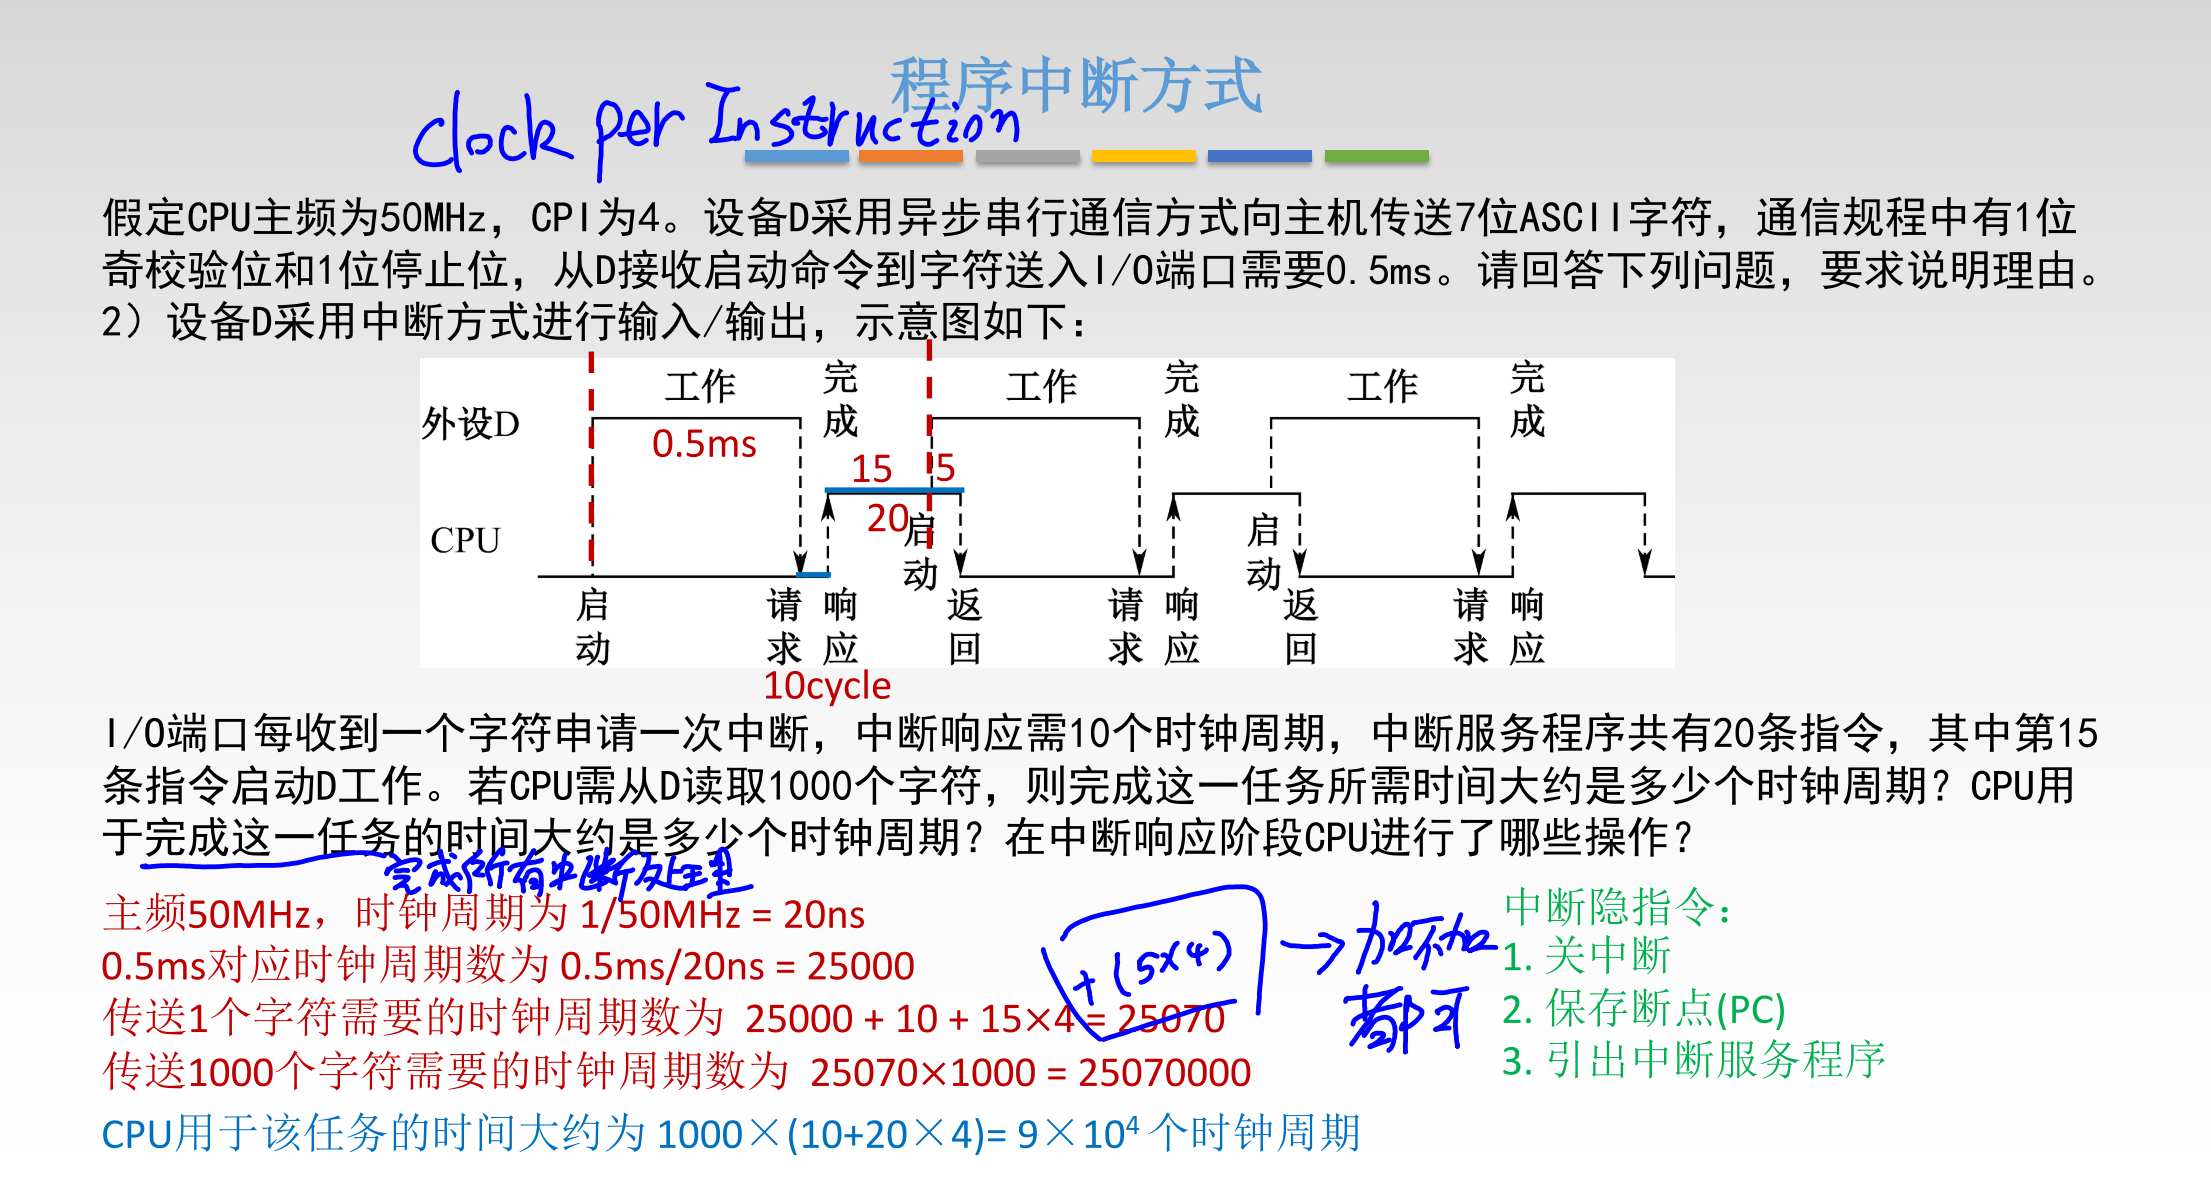 程序中断方式
Clock per Instruction
假定CPU主频为50MHz，CPI为4。设备D采用异步串行通信方式向主机传送7位ASCII字符，通信规程中有1位
奇校验位和1位停止位，从D接收启动命令到字符送入I/O端口需要0.5ms。请回答下列问题，要求说明理由。
2）设备D采用中断方式进行输入/输出，示意图如下：
工作 完成 工作 完成 工作 完成
外设D
0.5ms
15 5
20
CPU
启动 启动
启动 请求 响应 返回 请求 响应 返回 请求 响应
10cycle
I/O端口每收到一个字符申请一次中断，中断响应需10个时钟周期，中断服务程序共有20条指令，其中第15
条指令启动D工作。若CPU需从D读取1000个字符，则完成这一任务所需时间大约是多少个时钟周期？CPU用
于完成这一任务的时间大约是多少个时钟周期？在中断响应阶段CPU进行了哪些操作？
完成所有中断处理
主频50MHz，时钟周期为 1/50MHz = 20ns
0.5ms对应时钟周期数为 0.5ms/20ns = 25000
+(5×4) → 加不加
都可
传送1个字符需要的时钟周期数为 25000 + 10 + 15×4 = 25070
传送1000个字符需要的时钟周期数为 25070×1000 = 25070000
CPU用于该任务的时间大约为 1000×(10+20×4)= 9×10⁴ 个时钟周期
中断隐指令：
1. 关中断
2. 保存断点(PC)
3. 引出中断服务程序